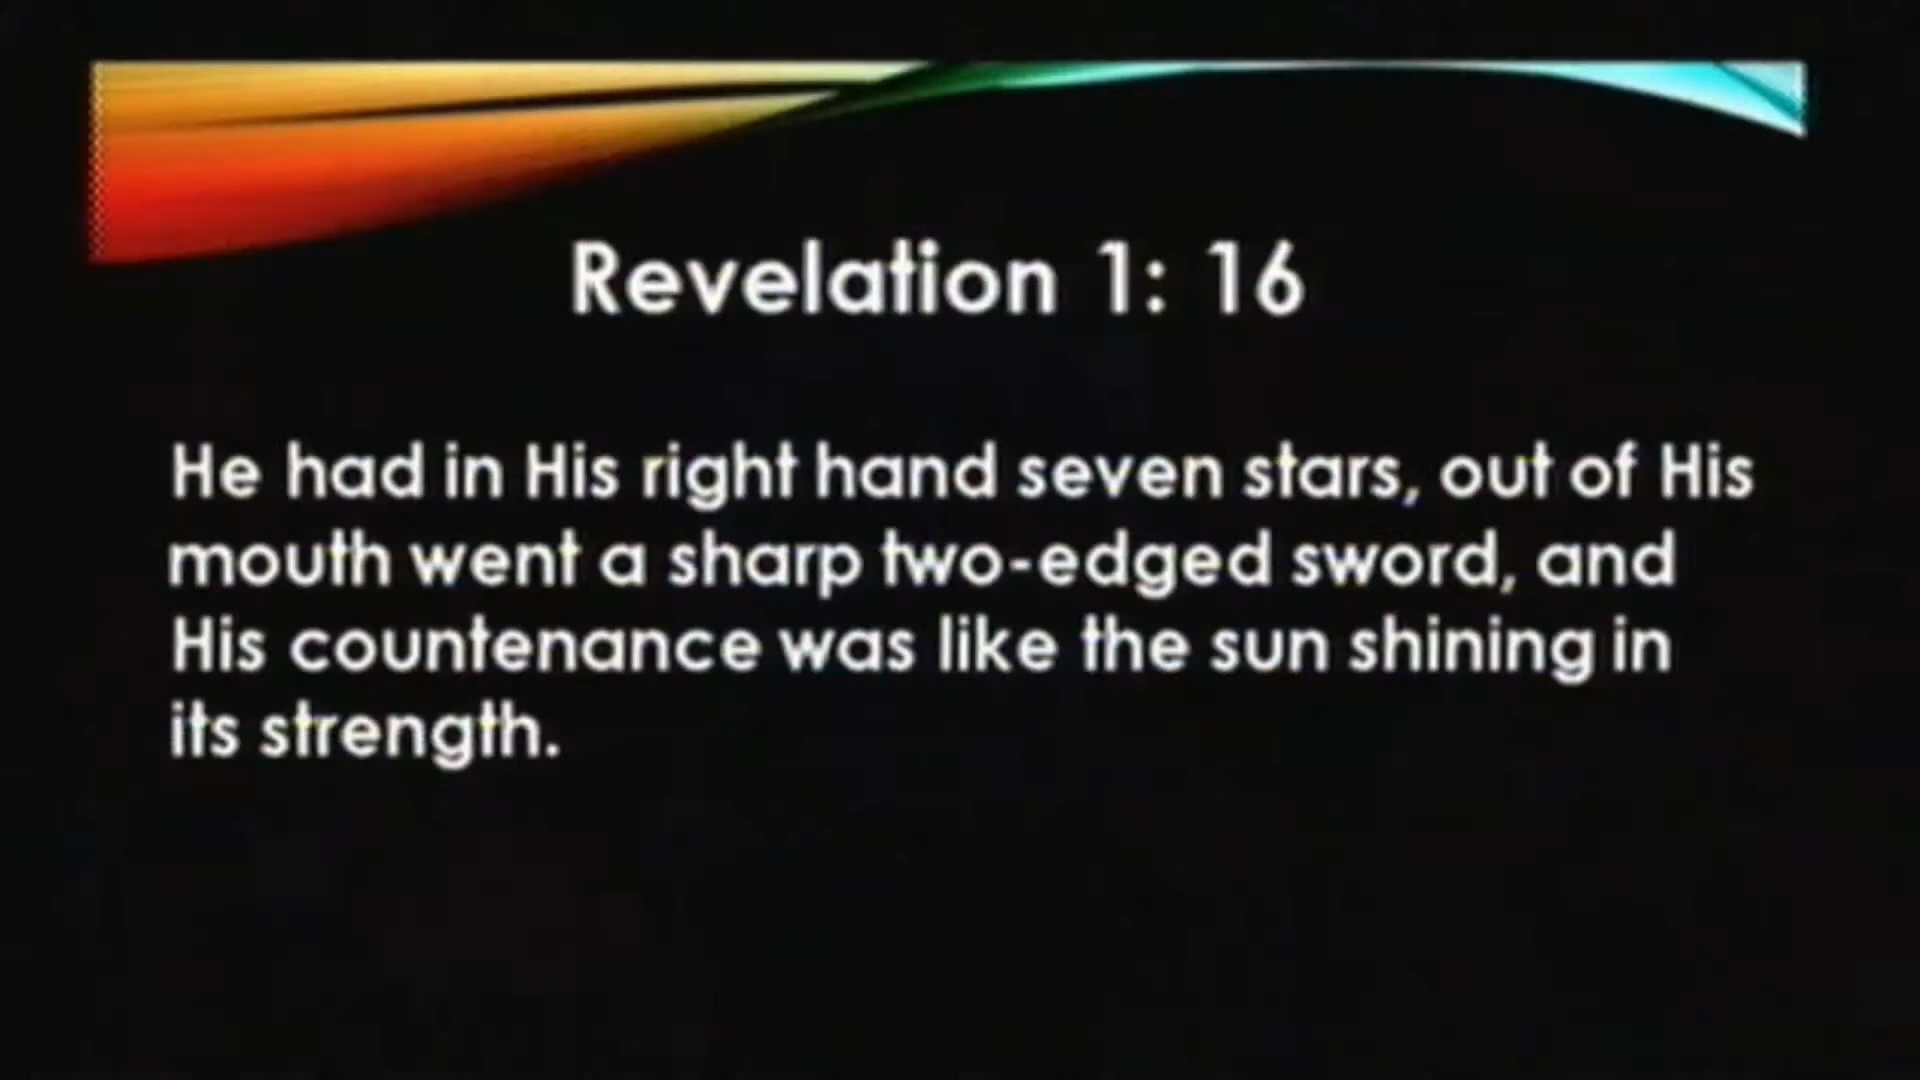 Revelation 1: 16
He had in His right hand seven stars, out of His
mouth went a sharp two-edged sword, and
His countenance was like the sun shining in
its strength.